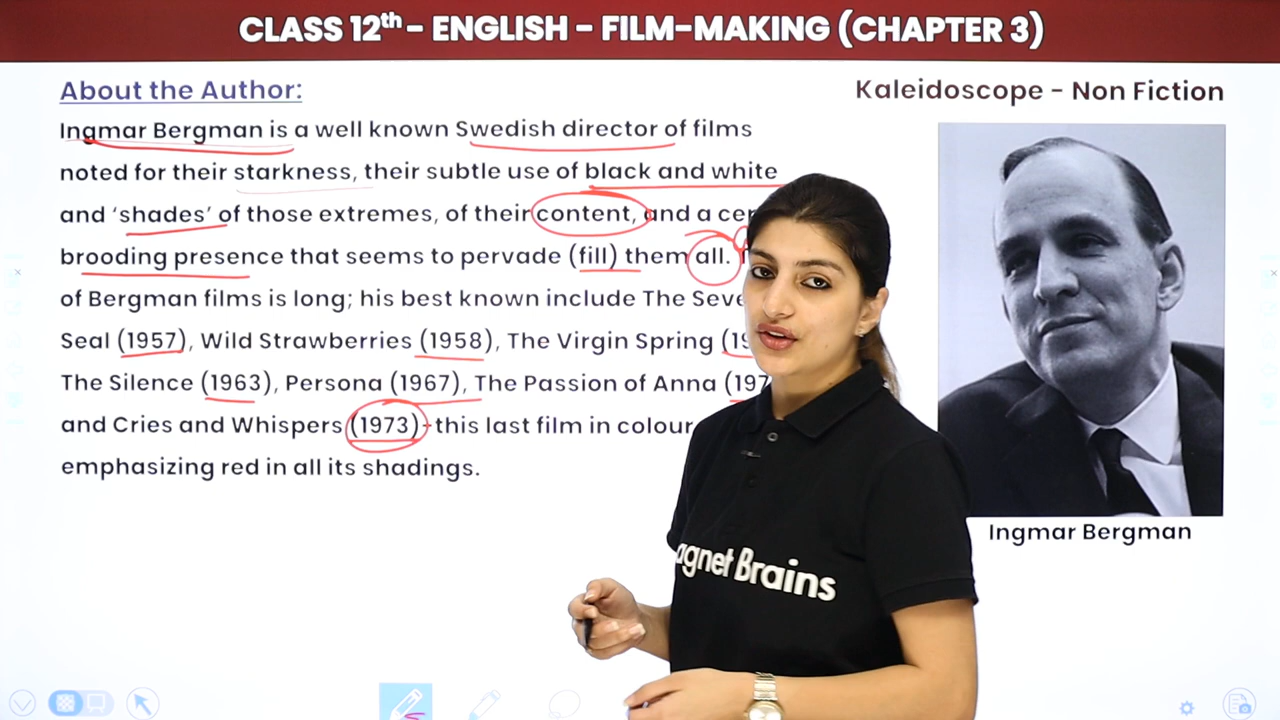 CLASS 12th - ENGLISH - FILM-MAKING (CHAPTER 3)
About the Author:
Kaleidoscope - Non Fiction
Ingmar Bergman is a well known Swedish director of films
noted for their starkness, their subtle use of black and white
and ‘shades’ of those extremes, of their content, and a
brooding presence that seems to pervade (fill) them all.
of Bergman films is long; his best known include The
Seal (1957), Wild Strawberries (1958), The Virgin Spring
The Silence (1963), Persona (1967), The Passion of Anna
and Cries and Whispers (1973)-this last film in colour
emphasizing red in all its shadings.
Ingmar Bergman
Brains